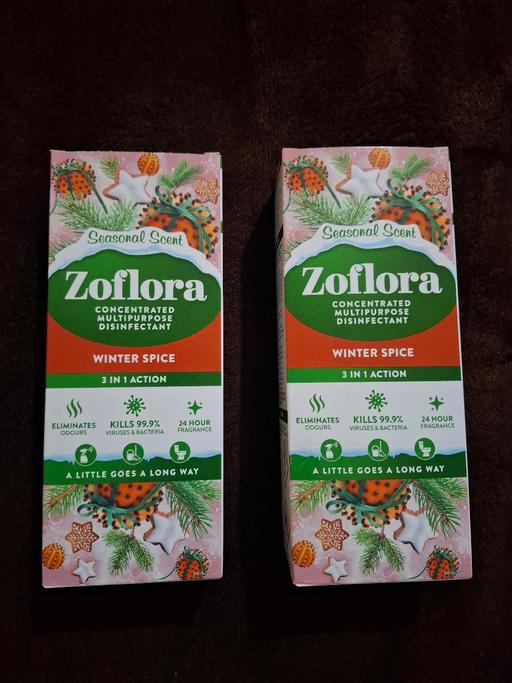 Seasonal Scent
Zoflora
CONCENTRATED
MULTIPURPOSE
DISINFECTANT
WINTER SPICE
3 IN 1 ACTION
ELIMINATES
ODOURS
KILLS 99.9%
VIRUSES & BACTERIA
24 HOUR
FRAGRANCE
A LITTLE GOES A LONG WAY
Seasonal Scent
Zoflora
CONCENTRATED
MULTIPURPOSE
DISINFECTANT
WINTER SPICE
3 IN 1 ACTION
ELIMINATES
ODOURS
KILLS 99.9%
VIRUSES & BACTERIA
24 HOUR
FRAGRANCE
A LITTLE GOES A LONG WAY